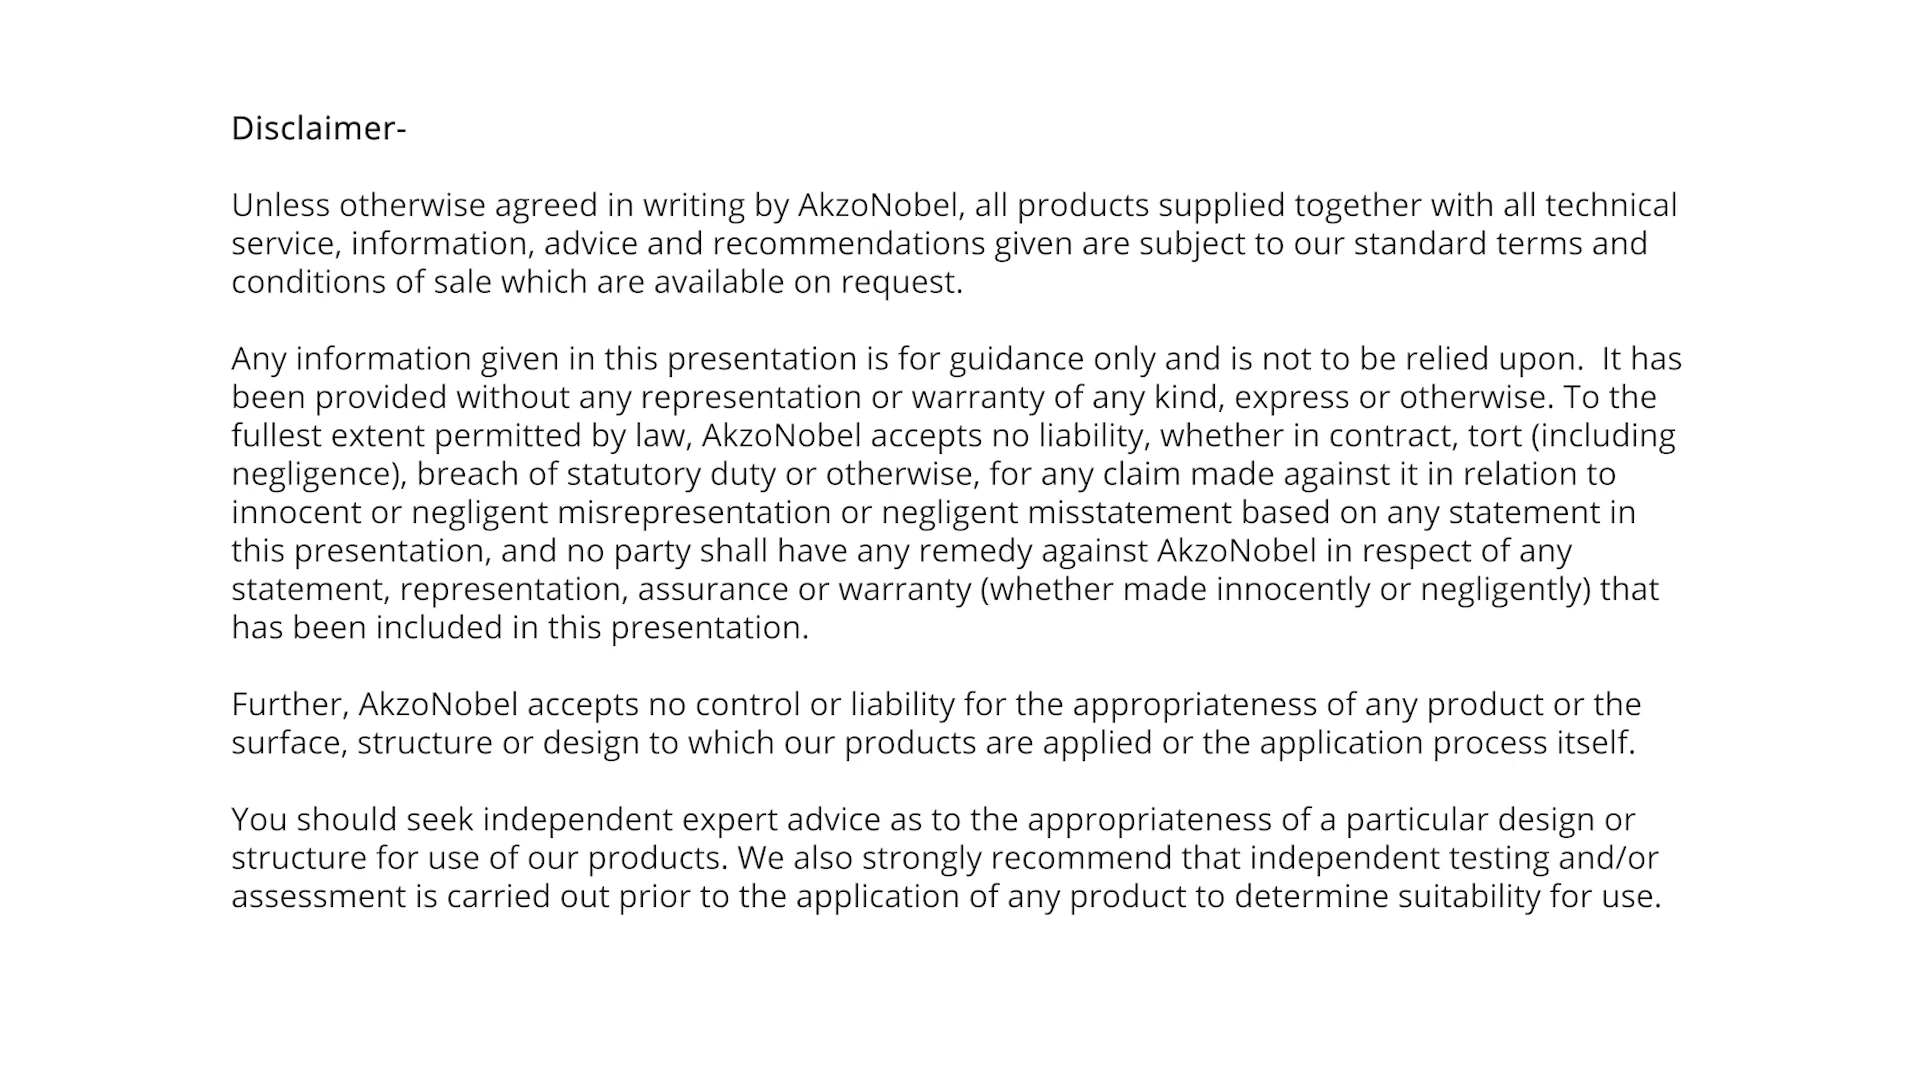 Disclaimer-
Unless otherwise agreed in writing by AkzoNobel, all products supplied together with all technical
service, information, advice and recommendations given are subject to our standard terms and
conditions of sale which are available on request.
Any information given in this presentation is for guidance only and is not to be relied upon.  It has
been provided without any representation or warranty of any kind, express or otherwise. To the
fullest extent permitted by law, AkzoNobel accepts no liability, whether in contract, tort (including
negligence), breach of statutory duty or otherwise, for any claim made against it in relation to
innocent or negligent misrepresentation or negligent misstatement based on any statement in
this presentation, and no party shall have any remedy against AkzoNobel in respect of any
statement, representation, assurance or warranty (whether made innocently or negligently) that
has been included in this presentation.
Further, AkzoNobel accepts no control or liability for the appropriateness of any product or the
surface, structure or design to which our products are applied or the application process itself.
You should seek independent expert advice as to the appropriateness of a particular design or
structure for use of our products. We also strongly recommend that independent testing and/or
assessment is carried out prior to the application of any product to determine suitability for use.